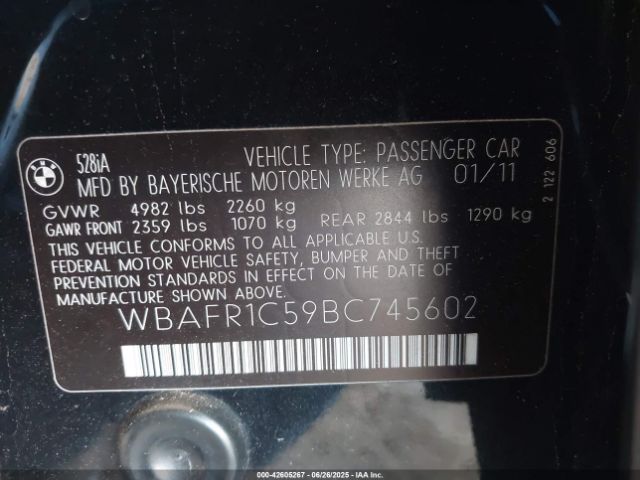 BMW
528iA
VEHICLE TYPE: PASSENGER CAR
MFD BY BAYERISCHE MOTOREN WERKE AG 01/11
GVWR 4982 lbs 2260 kg
GAWR FRONT 2359 lbs 1070 kg REAR 2844 lbs 1290 kg
THIS VEHICLE CONFORMS TO ALL APPLICABLE U.S.
FEDERAL MOTOR VEHICLE SAFETY, BUMPER AND THEFT
PREVENTION STANDARDS IN EFFECT ON THE DATE OF
MANUFACTURE SHOWN ABOVE.
WBAFR1C59BC745602
2 122 606
© - 42605267 - 06/26/2025 - IAA Inc.